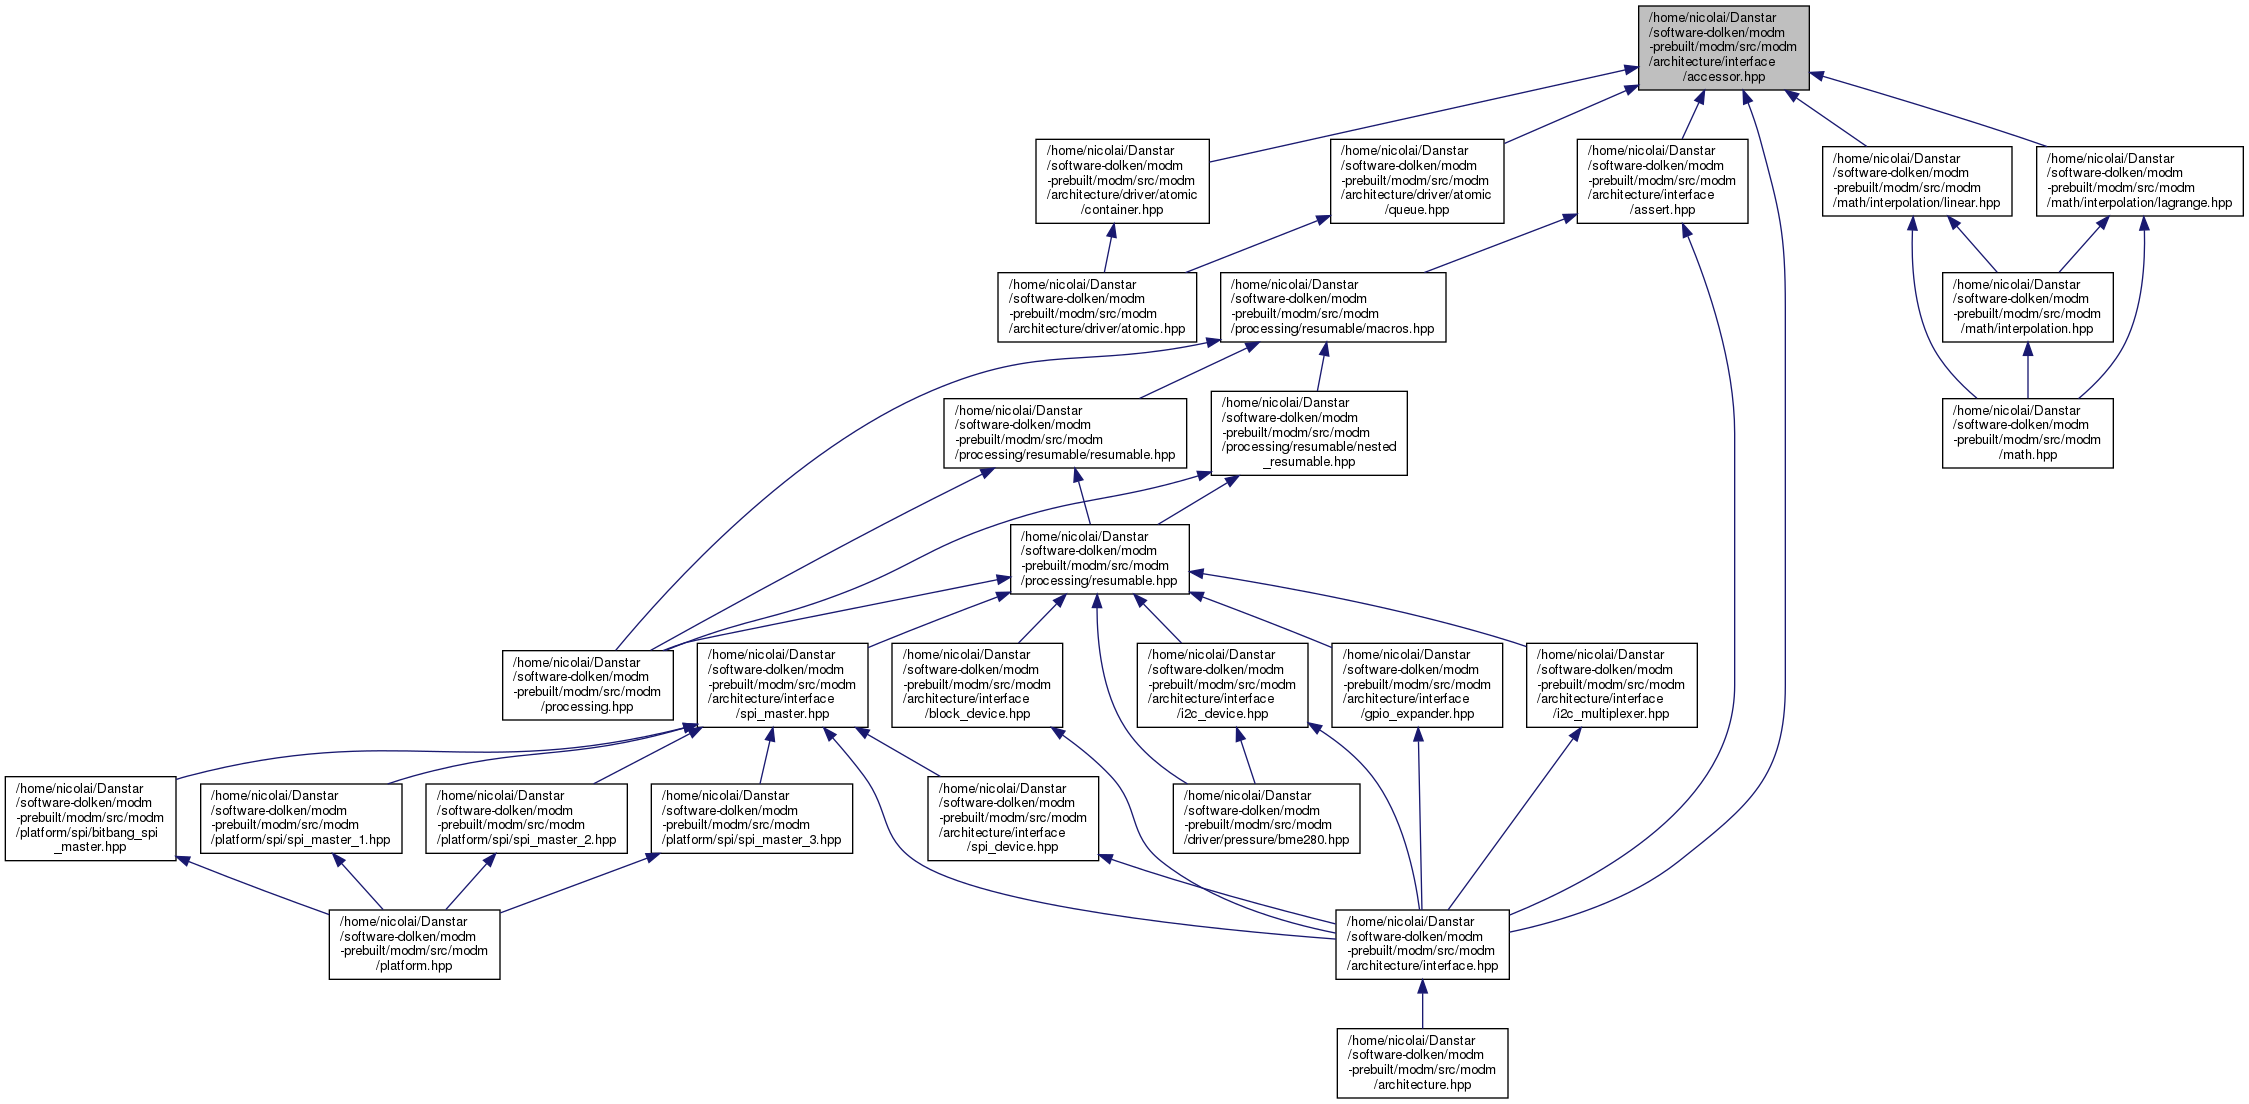 /home/nicolai/Danstar
/software-dolken/modm
-prebuilt/modm/src/modm
/architecture/interface
/accessor.hpp
/home/nicolai/Danstar
/software-dolken/modm
-prebuilt/modm/src/modm
/architecture/driver/atomic
/container.hpp
/home/nicolai/Danstar
/software-dolken/modm
-prebuilt/modm/src/modm
/architecture/driver/atomic
/queue.hpp
/home/nicolai/Danstar
/software-dolken/modm
-prebuilt/modm/src/modm
/architecture/interface
/assert.hpp
/home/nicolai/Danstar
/software-dolken/modm
-prebuilt/modm/src/modm
/math/interpolation/linear.hpp
/home/nicolai/Danstar
/software-dolken/modm
-prebuilt/modm/src/modm
/math/interpolation/lagrange.hpp
/home/nicolai/Danstar
/software-dolken/modm
-prebuilt/modm/src/modm
/architecture/driver/atomic.hpp
/home/nicolai/Danstar
/software-dolken/modm
-prebuilt/modm/src/modm
/processing/resumable/macros.hpp
/home/nicolai/Danstar
/software-dolken/modm
-prebuilt/modm/src/modm
/math/interpolation.hpp
/home/nicolai/Danstar
/software-dolken/modm
-prebuilt/modm/src/modm
/processing/resumable/resumable.hpp
/home/nicolai/Danstar
/software-dolken/modm
-prebuilt/modm/src/modm
/processing/resumable/nested
_resumable.hpp
/home/nicolai/Danstar
/software-dolken/modm
-prebuilt/modm/src/modm
/math.hpp
/home/nicolai/Danstar
/software-dolken/modm
-prebuilt/modm/src/modm
/processing/resumable.hpp
/home/nicolai/Danstar
/software-dolken/modm
-prebuilt/modm/src/modm
/processing.hpp
/home/nicolai/Danstar
/software-dolken/modm
-prebuilt/modm/src/modm
/architecture/interface
/spi_master.hpp
/home/nicolai/Danstar
/software-dolken/modm
-prebuilt/modm/src/modm
/architecture/interface
/block_device.hpp
/home/nicolai/Danstar
/software-dolken/modm
-prebuilt/modm/src/modm
/architecture/interface
/i2c_device.hpp
/home/nicolai/Danstar
/software-dolken/modm
-prebuilt/modm/src/modm
/architecture/interface
/gpio_expander.hpp
/home/nicolai/Danstar
/software-dolken/modm
-prebuilt/modm/src/modm
/architecture/interface
/i2c_multiplexer.hpp
/home/nicolai/Danstar
/software-dolken/modm
-prebuilt/modm/src/modm
/platform/spi/bitbang_spi
_master.hpp
/home/nicolai/Danstar
/software-dolken/modm
-prebuilt/modm/src/modm
/platform/spi/spi_master_1.hpp
/home/nicolai/Danstar
/software-dolken/modm
-prebuilt/modm/src/modm
/platform/spi/spi_master_2.hpp
/home/nicolai/Danstar
/software-dolken/modm
-prebuilt/modm/src/modm
/platform/spi/spi_master_3.hpp
/home/nicolai/Danstar
/software-dolken/modm
-prebuilt/modm/src/modm
/architecture/interface
/spi_device.hpp
/home/nicolai/Danstar
/software-dolken/modm
-prebuilt/modm/src/modm
/driver/pressure/bme280.hpp
/home/nicolai/Danstar
/software-dolken/modm
-prebuilt/modm/src/modm
/platform.hpp
/home/nicolai/Danstar
/software-dolken/modm
-prebuilt/modm/src/modm
/architecture/interface.hpp
/home/nicolai/Danstar
/software-dolken/modm
-prebuilt/modm/src/modm
/architecture.hpp